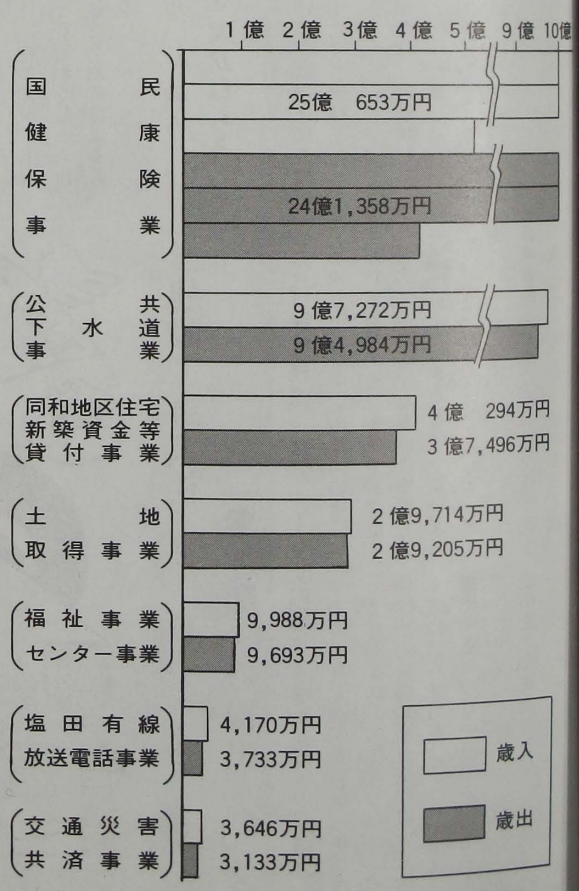 1億 2億 3億 4億 5億 9億 10億
国民
健康
保険
事業
25億 653万円
24億1,358万円
公共
下水道
事業
9億7,272万円
9億4,984万円
同和地区住宅
新築資金等
貸付事業
4億 294万円
3億7,496万円
土地
取得事業
2億9,714万円
2億9,205万円
福祉事業
センター事業
9,988万円
9,693万円
塩田有線
放送電話事業
4,170万円
3,733万円
交通災害
共済事業
3,646万円
3,133万円
歳入
歳出